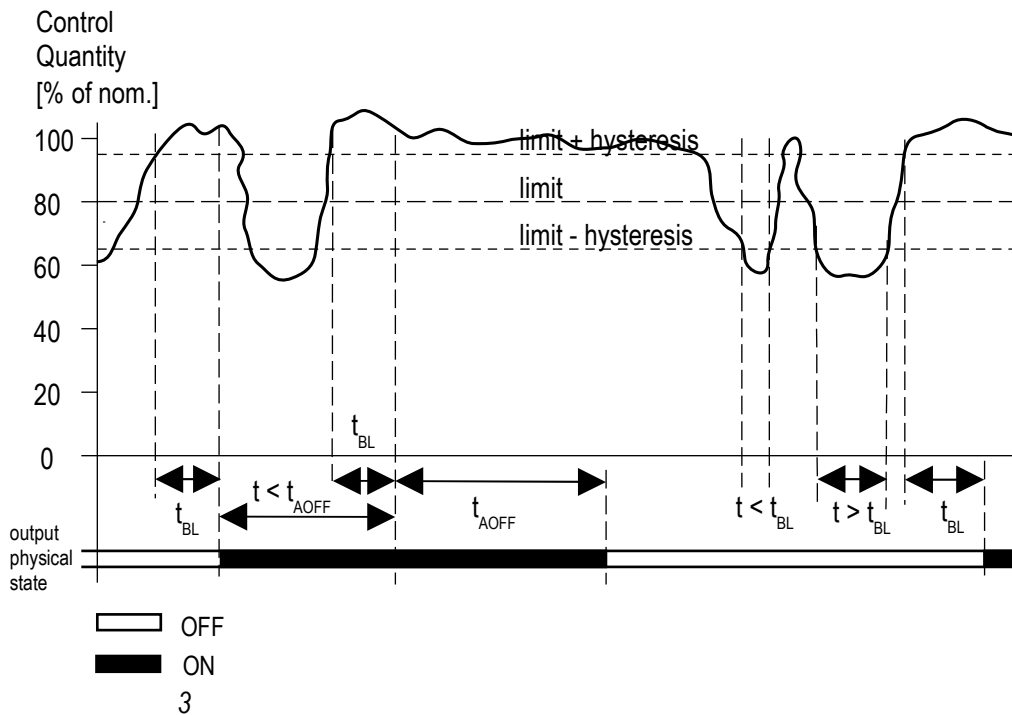 Control
Quantity
[% of nom.]
100
limit + hysteresis
80
limit
limit - hysteresis
60
40
20
t_BL
0
t < t_AOFF
t_BL
t_AOFF
t < t_BL
t > t_BL
t_BL
output
physical
state
OFF
ON
3